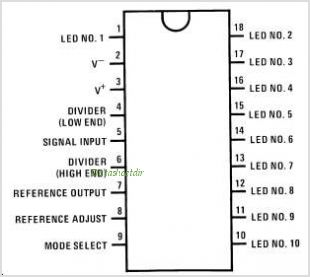 1 18
LED NO. 1 LED NO. 2
2 17
V⁻ LED NO. 3
3 16
V⁺ LED NO. 4
DIVIDER 4 15
(LOW END) LED NO. 5
5 14
SIGNAL INPUT LED NO. 6
DIVIDER 6 13
(HIGH END) LED NO. 7
7 12
REFERENCE OUTPUT LED NO. 8
8 11
REFERENCE ADJUST LED NO. 9
9 10
MODE SELECT LED NO. 10